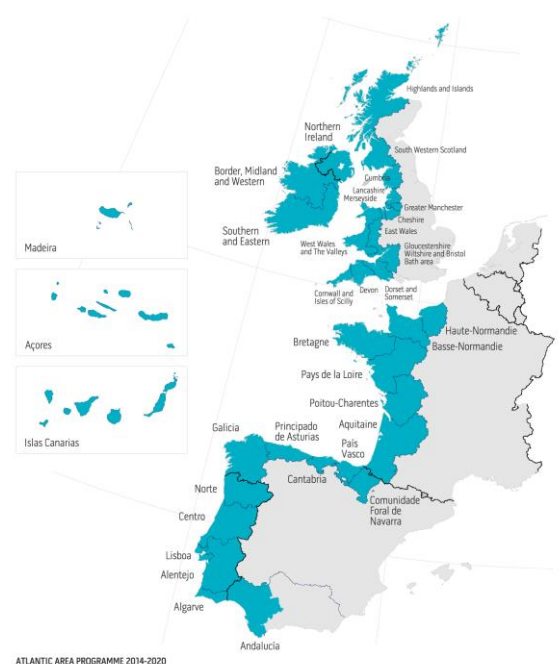 Highlands and Islands
Northern
Ireland
South Western Scotland
Border, Midland
and Western
Cumbria
Lancashire
Merseyside
Greater Manchester
Cheshire
East Wales
Southern
and Eastern
West Wales
and The Valleys
Gloucestershire
Wiltshire and Bristol
Bath area
Cornwall and
Isles of Scilly
Devon
Dorset and
Somerset
Madeira
Açores
Islas Canarias
Haute-Normandie
Basse-Normandie
Bretagne
Pays de la Loire
Poitou-Charentes
Aquitaine
Galicia
Principado
de Asturias
País
Vasco
Cantabria
Comunidade
Foral de
Navarra
Norte
Centro
Lisboa
Alentejo
Algarve
Andalucia
ATLANTIC AREA PROGRAMME 2014-2020